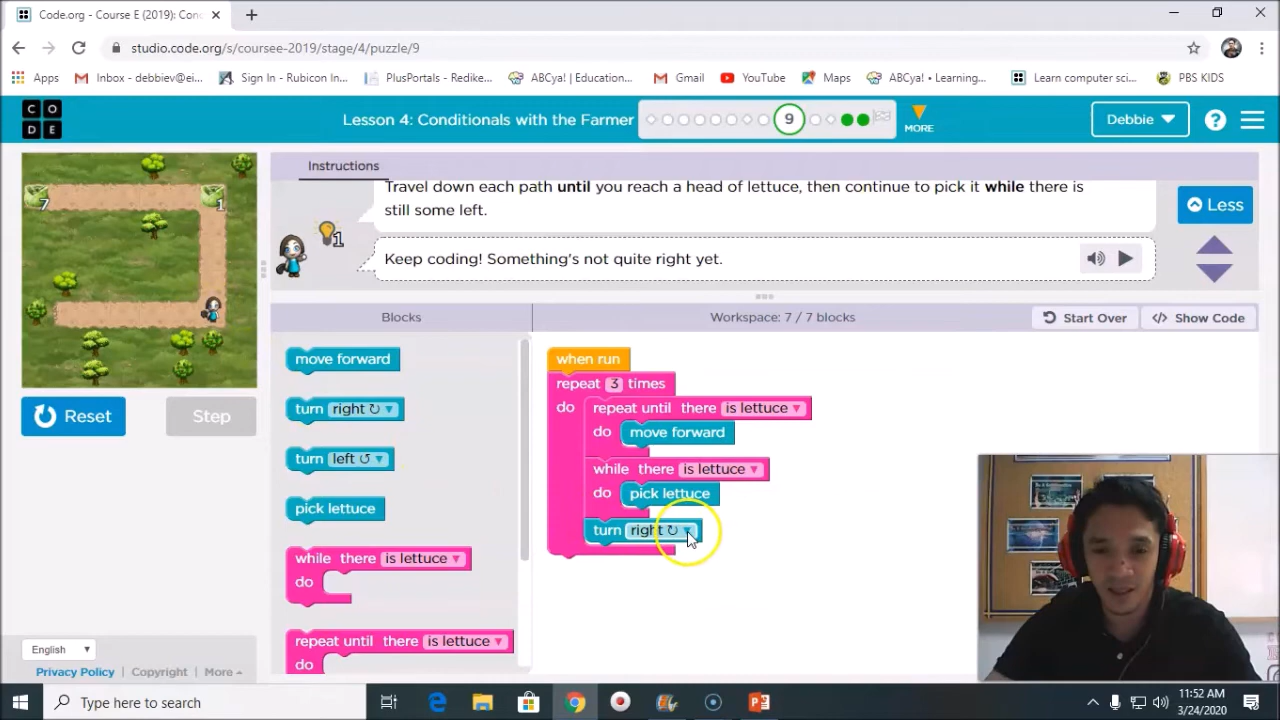 Code.org - Course E (2019): Con
studio.code.org/s/coursee-2019/stage/4/puzzle/9
Apps
Inbox - debbiev@ei...
Sign In - Rubicon In...
PlusPortals - Redike...
ABCya! | Education...
Gmail
YouTube
Maps
ABCya! • Learning...
Learn computer sci...
PBS KIDS
C O
D E
Lesson 4: Conditionals with the Farmer
9
MORE
Debbie
?
7
1
Reset
Step
Instructions
Travel down each path until you reach a head of lettuce, then continue to pick it while there is
still some left.
1
Keep coding! Something's not quite right yet.
Less
Blocks
Workspace: 7 / 7 blocks
Start Over
</> Show Code
move forward
turn right ↻
turn left ↺
pick lettuce
while there is lettuce
do
repeat until there is lettuce
do
when run
repeat 3 times
do
repeat until there is lettuce
do move forward
while there is lettuce
do pick lettuce
turn right ↻
English
Privacy Policy
Copyright
More
Type here to search
11:52 AM
3/24/2020